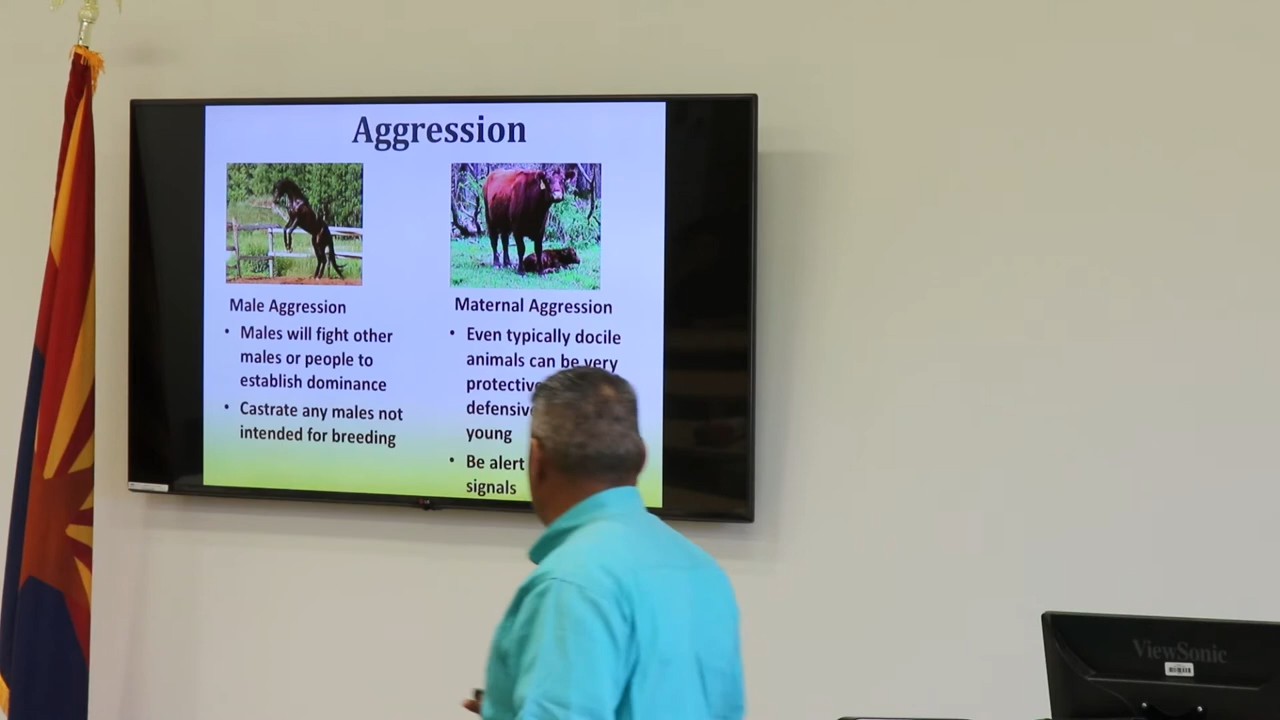 Aggression
Male Aggression
• Males will fight other
males or people to
establish dominance
• Castrate any males not
intended for breeding
Maternal Aggression
• Even typically docile
animals can be very
protective
young
• Be alert
signals
ViewSonic